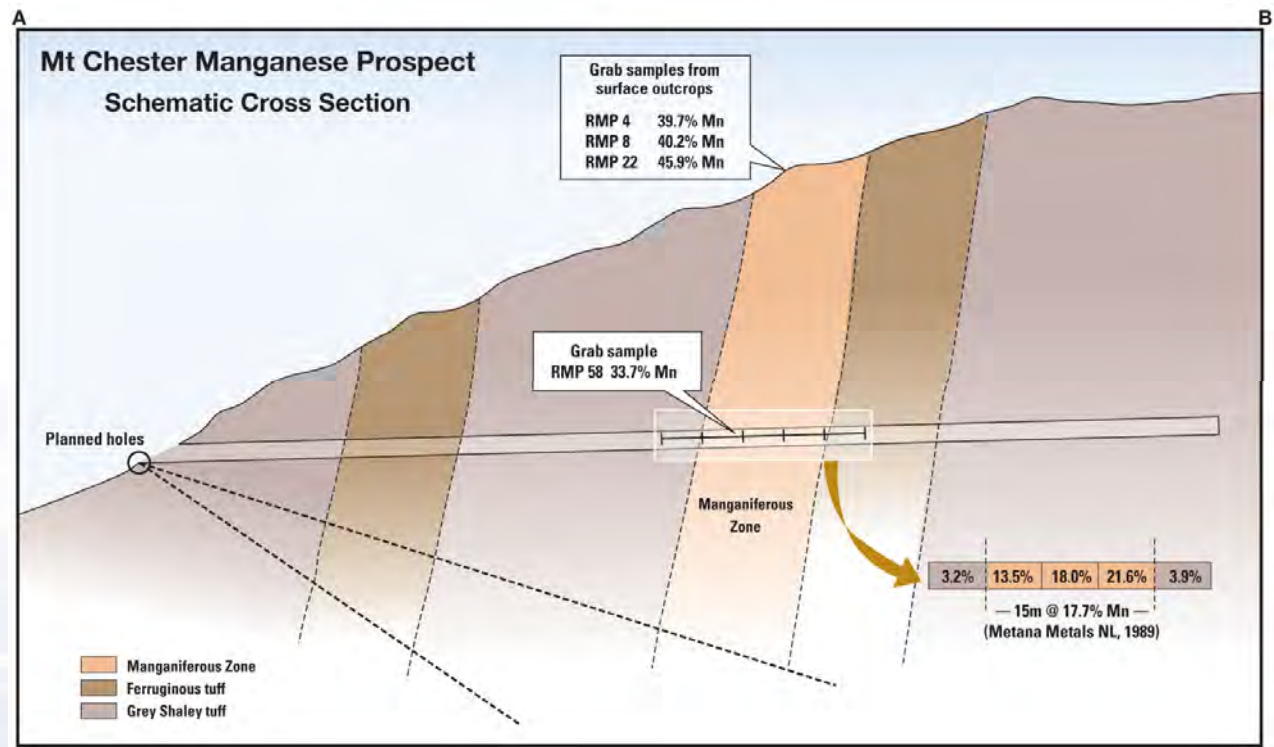 A
B
Mt Chester Manganese Prospect
Schematic Cross Section
Grab samples from
surface outcrops
RMP 4 39.7% Mn
RMP 8 40.2% Mn
RMP 22 45.9% Mn
Grab sample
RMP 58 33.7% Mn
Planned holes
Manganiferous
Zone
3.2% 13.5% 18.0% 21.6% 3.9%
— 15m @ 17.7% Mn —
(Metana Metals NL, 1989)
Manganiferous Zone
Ferruginous tuff
Grey Shaley tuff